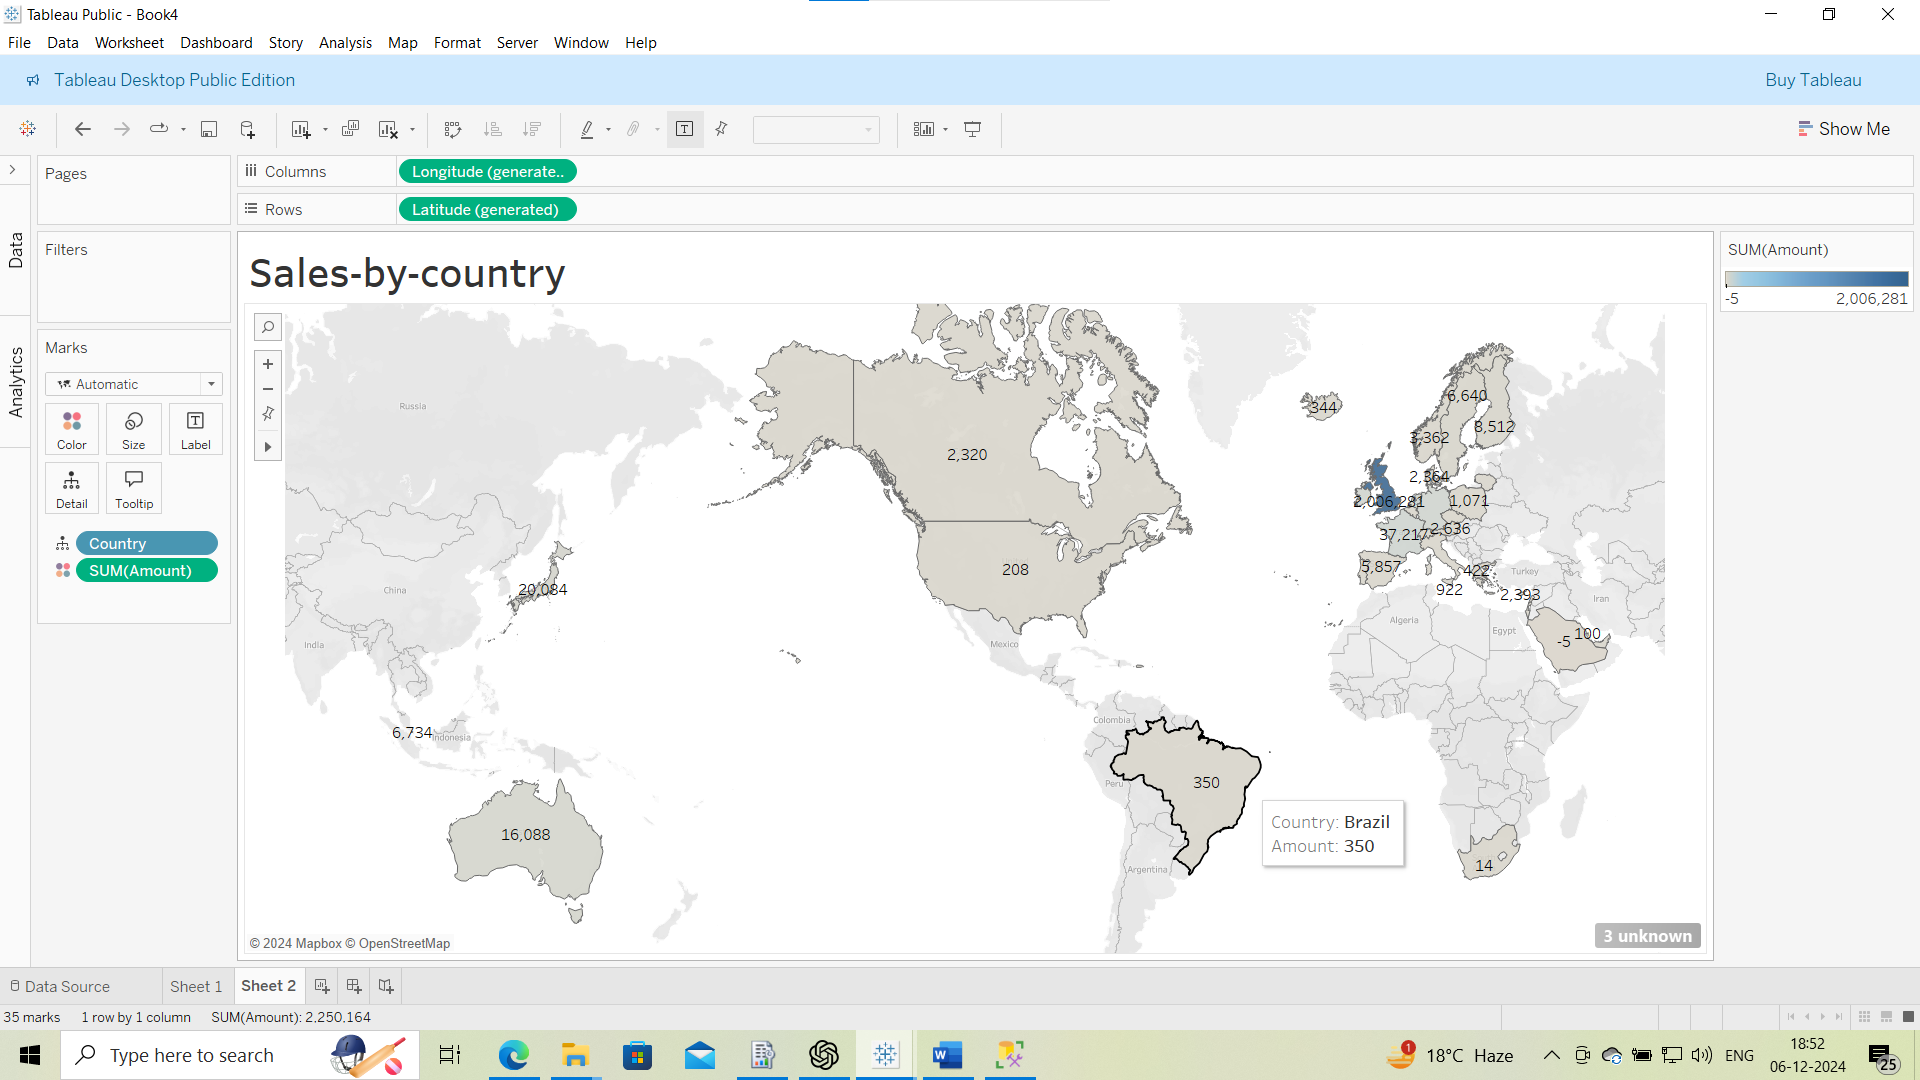 Tableau Public - Book4
File Data Worksheet Dashboard Story Analysis Map Format Server Window Help
Tableau Desktop Public Edition
Buy Tableau
Show Me
Pages
Columns
Longitude (generate..
Rows
Latitude (generated)
Data
Analytics
Filters
Marks
Automatic
Color Size Label
Detail Tooltip
Country
SUM(Amount)
Sales-by-country
SUM(Amount)
-5 2,006,281
Russia
344
6,640
8,512
3,362
2,320
2,364
2,006,281
1,071
37,217
2,636
5,857
422
208
Turkey
20,084
922
2,393
Iran
China
Algeria
Egypt
100
-5
India
Mexico
Colombia
6,734
Indonesia
350
Peru
16,088
Country: Brazil
Amount: 350
Argentina
14
© 2024 Mapbox © OpenStreetMap
3 unknown
Data Source Sheet 1 Sheet 2
35 marks 1 row by 1 column SUM(Amount): 2,250,164
Type here to search
1
18°C Haze
ENG
18:52
06-12-2024
25